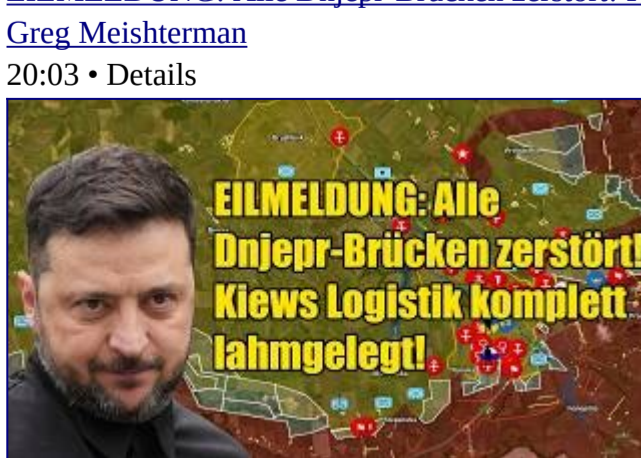 Greg Meishterman
20:03 • Details
EILMELDUNG: Alle
Dnjepr-Brücken zerstört!
Kiews Logistik komplett
lahmgelegt!